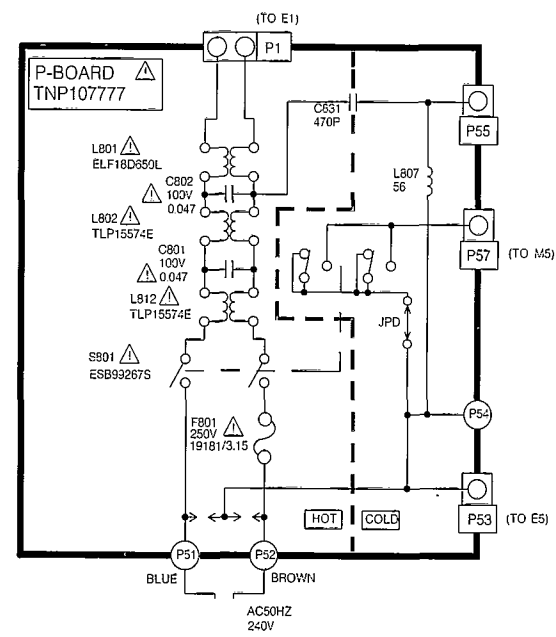 (TO E1)
P1
P-BOARD
TNP107777
C631
470P
P55
L801
ELF18D650L
C802
100V
0.047
L807
56
L802
TLP15574E
P57
(TO M5)
C801
100V
0.047
L812
TLP15574E
JPD
S801
ESB99267S
F801
250V
19181/3.15
P54
HOT
COLD
P53
(TO E5)
P51
P52
BLUE
BROWN
AC50HZ
240V